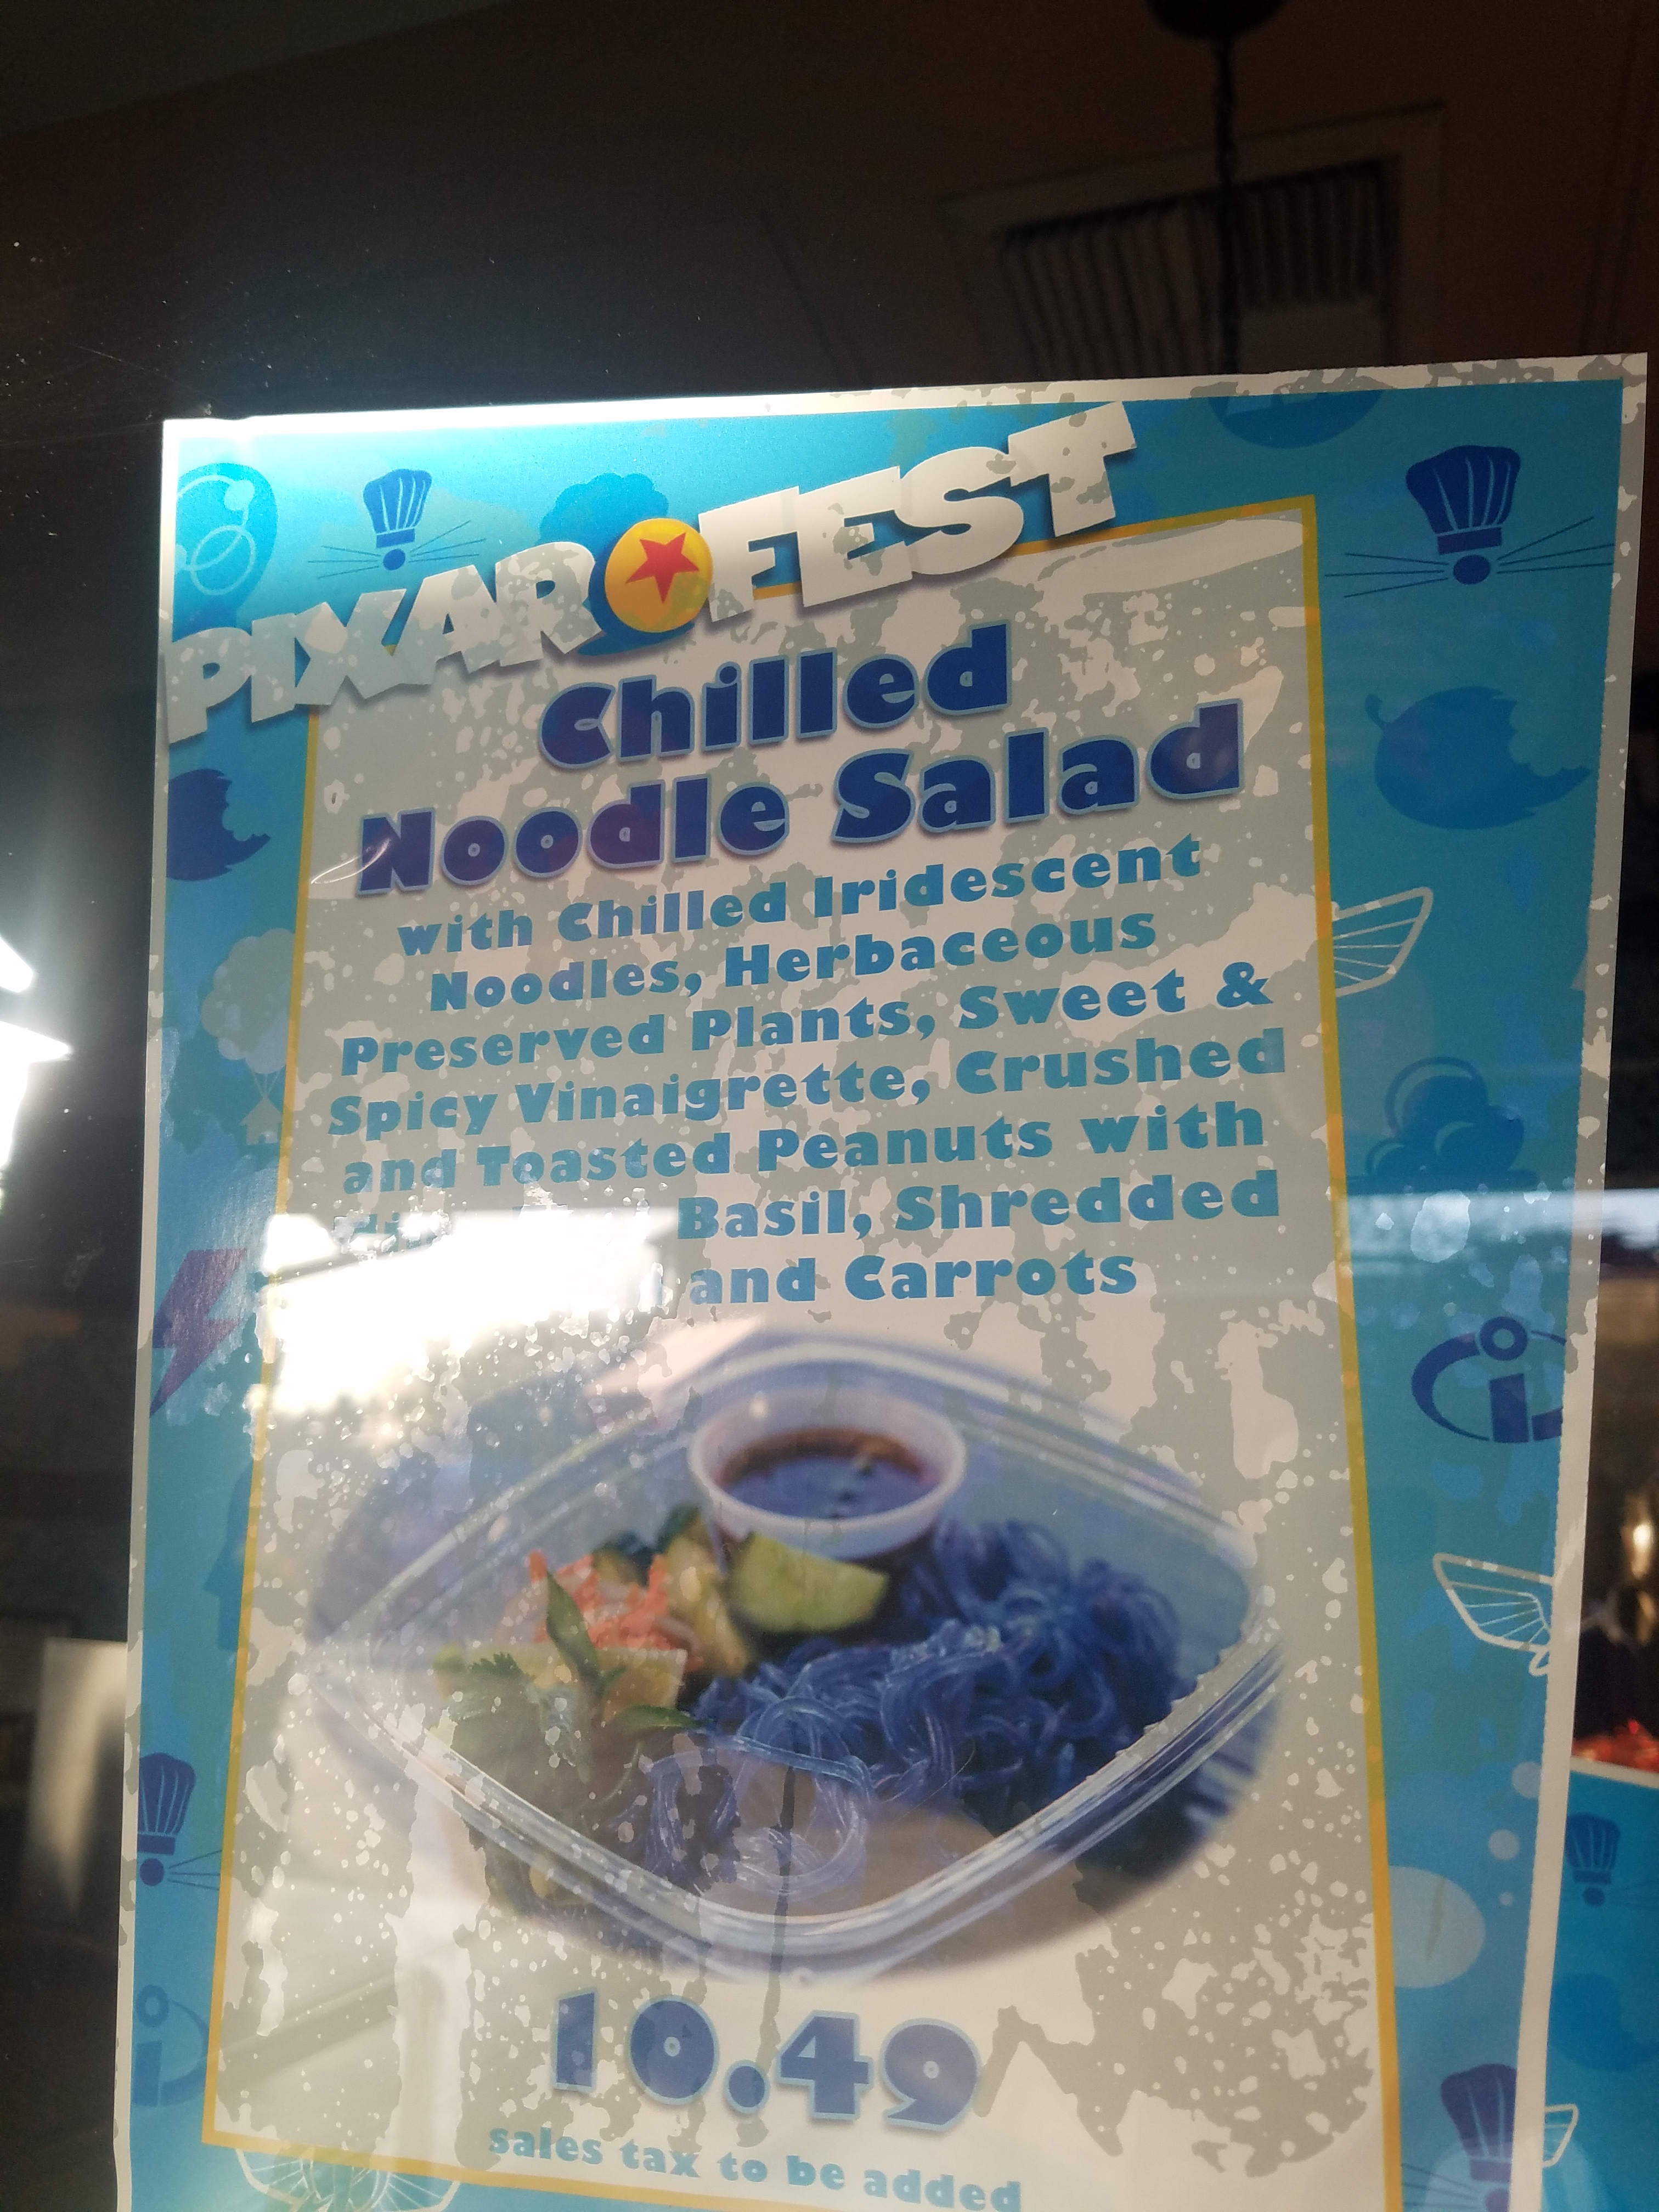 PIXAR FEST
Chilled
Noodle Salad
with Chilled Iridescent
Noodles, Herbaceous
Preserved Plants, Sweet &
Spicy Vinaigrette, Crushed
and Toasted Peanuts with
Basil, Shredded
and Carrots
10.49
sales tax to be added